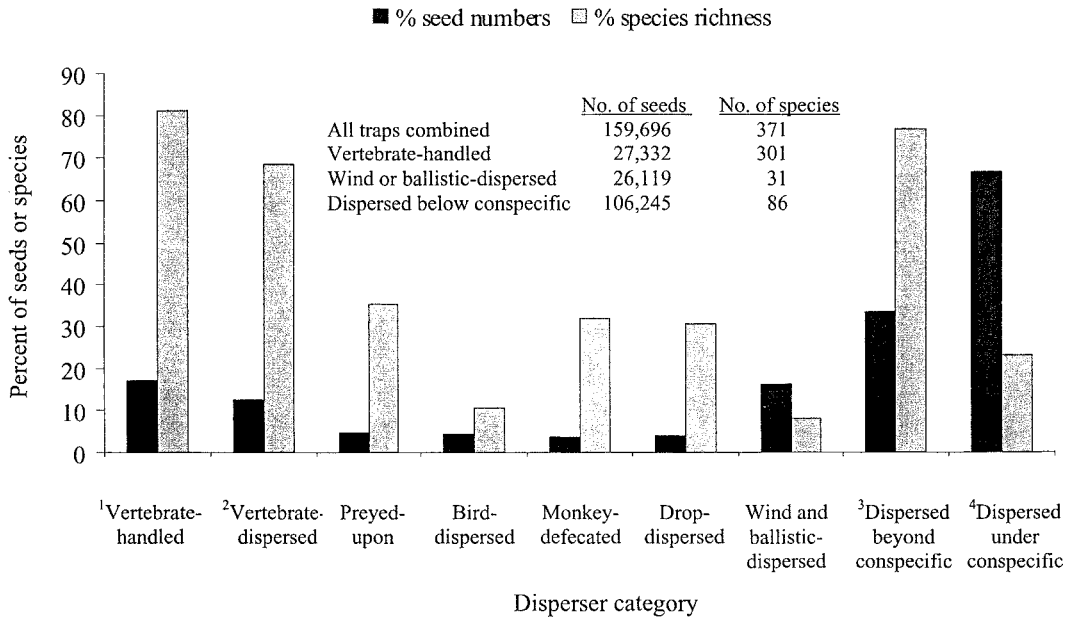 % seed numbers % species richness
Percent of seeds or species
90
80
70
60
50
40
30
20
10
0
No. of seeds No. of species
All traps combined 159,696 371
Vertebrate-handled 27,332 301
Wind or ballistic-dispersed 26,119 31
Dispersed below conspecific 106,245 86
¹Vertebrate-
handled
²Vertebrate-
dispersed
Preyed-
upon
Bird-
dispersed
Monkey-
defecated
Drop-
dispersed
Wind and
ballistic-
dispersed
³Dispersed
beyond
conspecific
⁴Dispersed
under
conspecific
Disperser category